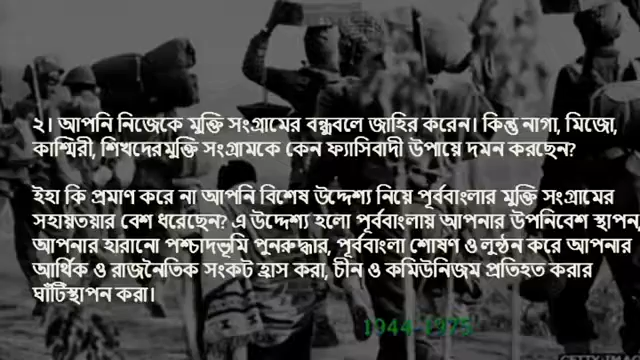 ২। আপনি নিজেকে মুক্তি সংগ্রামের বন্ধুবলে জাহির করেন। কিন্তু নাগা, মিজো,
কাশ্মিরী, শিখদেরমুক্তি সংগ্রামকে কেন ফ্যাসিবাদী উপায়ে দমন করছেন?
ইহা কি প্রমাণ করে না আপনি বিশেষ উদ্দেশ্য নিয়ে পূর্ববাংলার মুক্তি সংগ্রামের
সহায়তয়ার বেশ ধরেছেন? এ উদ্দেশ্য হলো পূর্ববাংলায় আপনার উপনিবেশ স্থাপন,
আপনার হারানো পশ্চাদভূমি পুনরুদ্ধার, পূর্ববাংলা শোষণ ও লুন্ঠন করে আপনার
আর্থিক ও রাজনৈতিক সংকট হ্রাস করা, চীন ও কমিউনিজম প্রতিহত করার
ঘাঁটিস্থাপন করা।
1944-1975